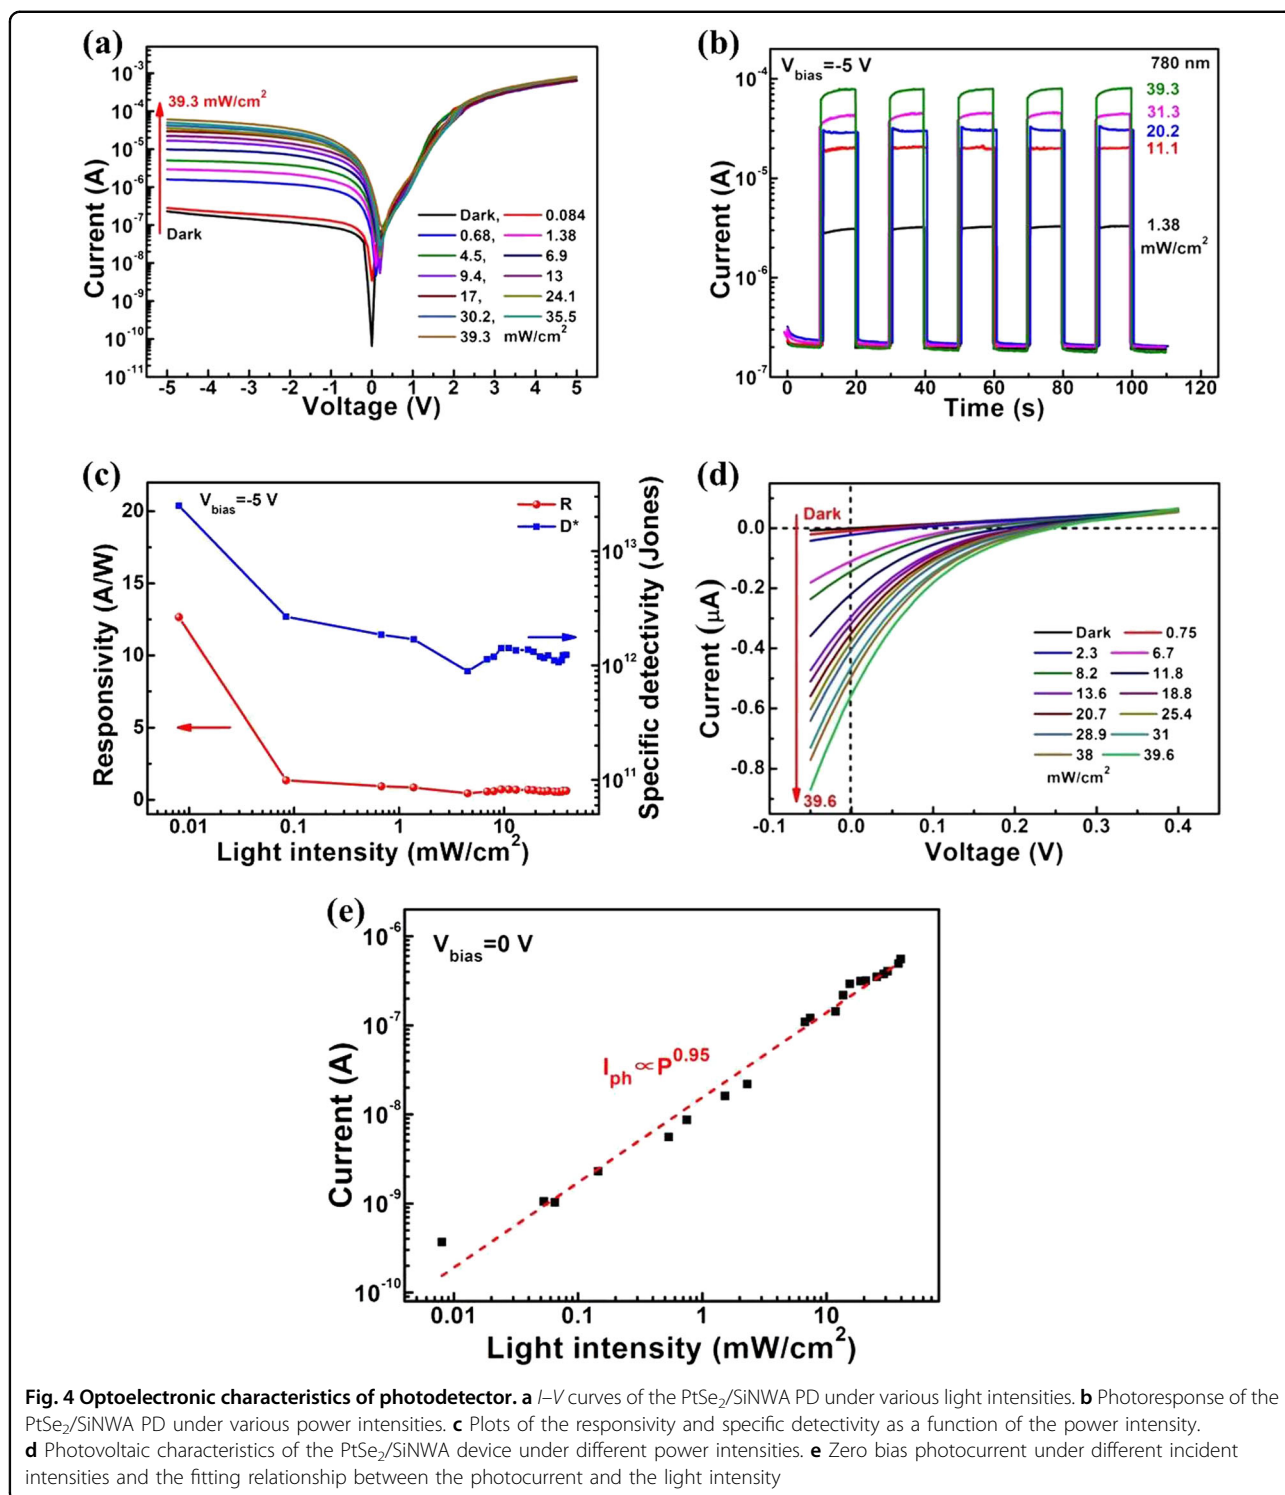 (a)
Current (A)
10⁻³
10⁻⁴
10⁻⁵
10⁻⁶
10⁻⁷
10⁻⁸
10⁻⁹
10⁻¹⁰
10⁻¹¹
39.3 mW/cm²
Dark
Dark, 0.084
0.68, 1.38
4.5, 6.9
9.4, 13
17, 24.1
30.2, 35.5
39.3 mW/cm²
-5 -4 -3 -2 -1 0 1 2 3 4 5
Voltage (V)
(b)
Current (A)
10⁻⁴
10⁻⁵
10⁻⁶
10⁻⁷
V_bias=-5 V
780 nm
39.3
31.3
20.2
11.1
1.38
mW/cm²
0 20 40 60 80 100 120
Time (s)
(c)
Responsivity (A/W)
20
15
10
5
0
V_bias=-5 V
R
D*
10¹³
10¹²
10¹¹
Specific detectivity (Jones)
0.01 0.1 1 10
Light intensity (mW/cm²)
(d)
Current (μA)
0.0
-0.2
-0.4
-0.6
-0.8
Dark
39.6
Dark 0.75
2.3 6.7
8.2 11.8
13.6 18.8
20.7 25.4
28.9 31
38 39.6
mW/cm²
-0.1 0.0 0.1 0.2 0.3 0.4
Voltage (V)
(e)
Current (A)
10⁻⁶
10⁻⁷
10⁻⁸
10⁻⁹
10⁻¹⁰
V_bias=0 V
I_ph∝P^0.95
0.01 0.1 1 10
Light intensity (mW/cm²)
Fig. 4 Optoelectronic characteristics of photodetector. a I–V curves of the PtSe₂/SiNWA PD under various light intensities. b Photoresponse of the
PtSe₂/SiNWA PD under various power intensities. c Plots of the responsivity and specific detectivity as a function of the power intensity.
d Photovoltaic characteristics of the PtSe₂/SiNWA device under different power intensities. e Zero bias photocurrent under different incident
intensities and the fitting relationship between the photocurrent and the light intensity